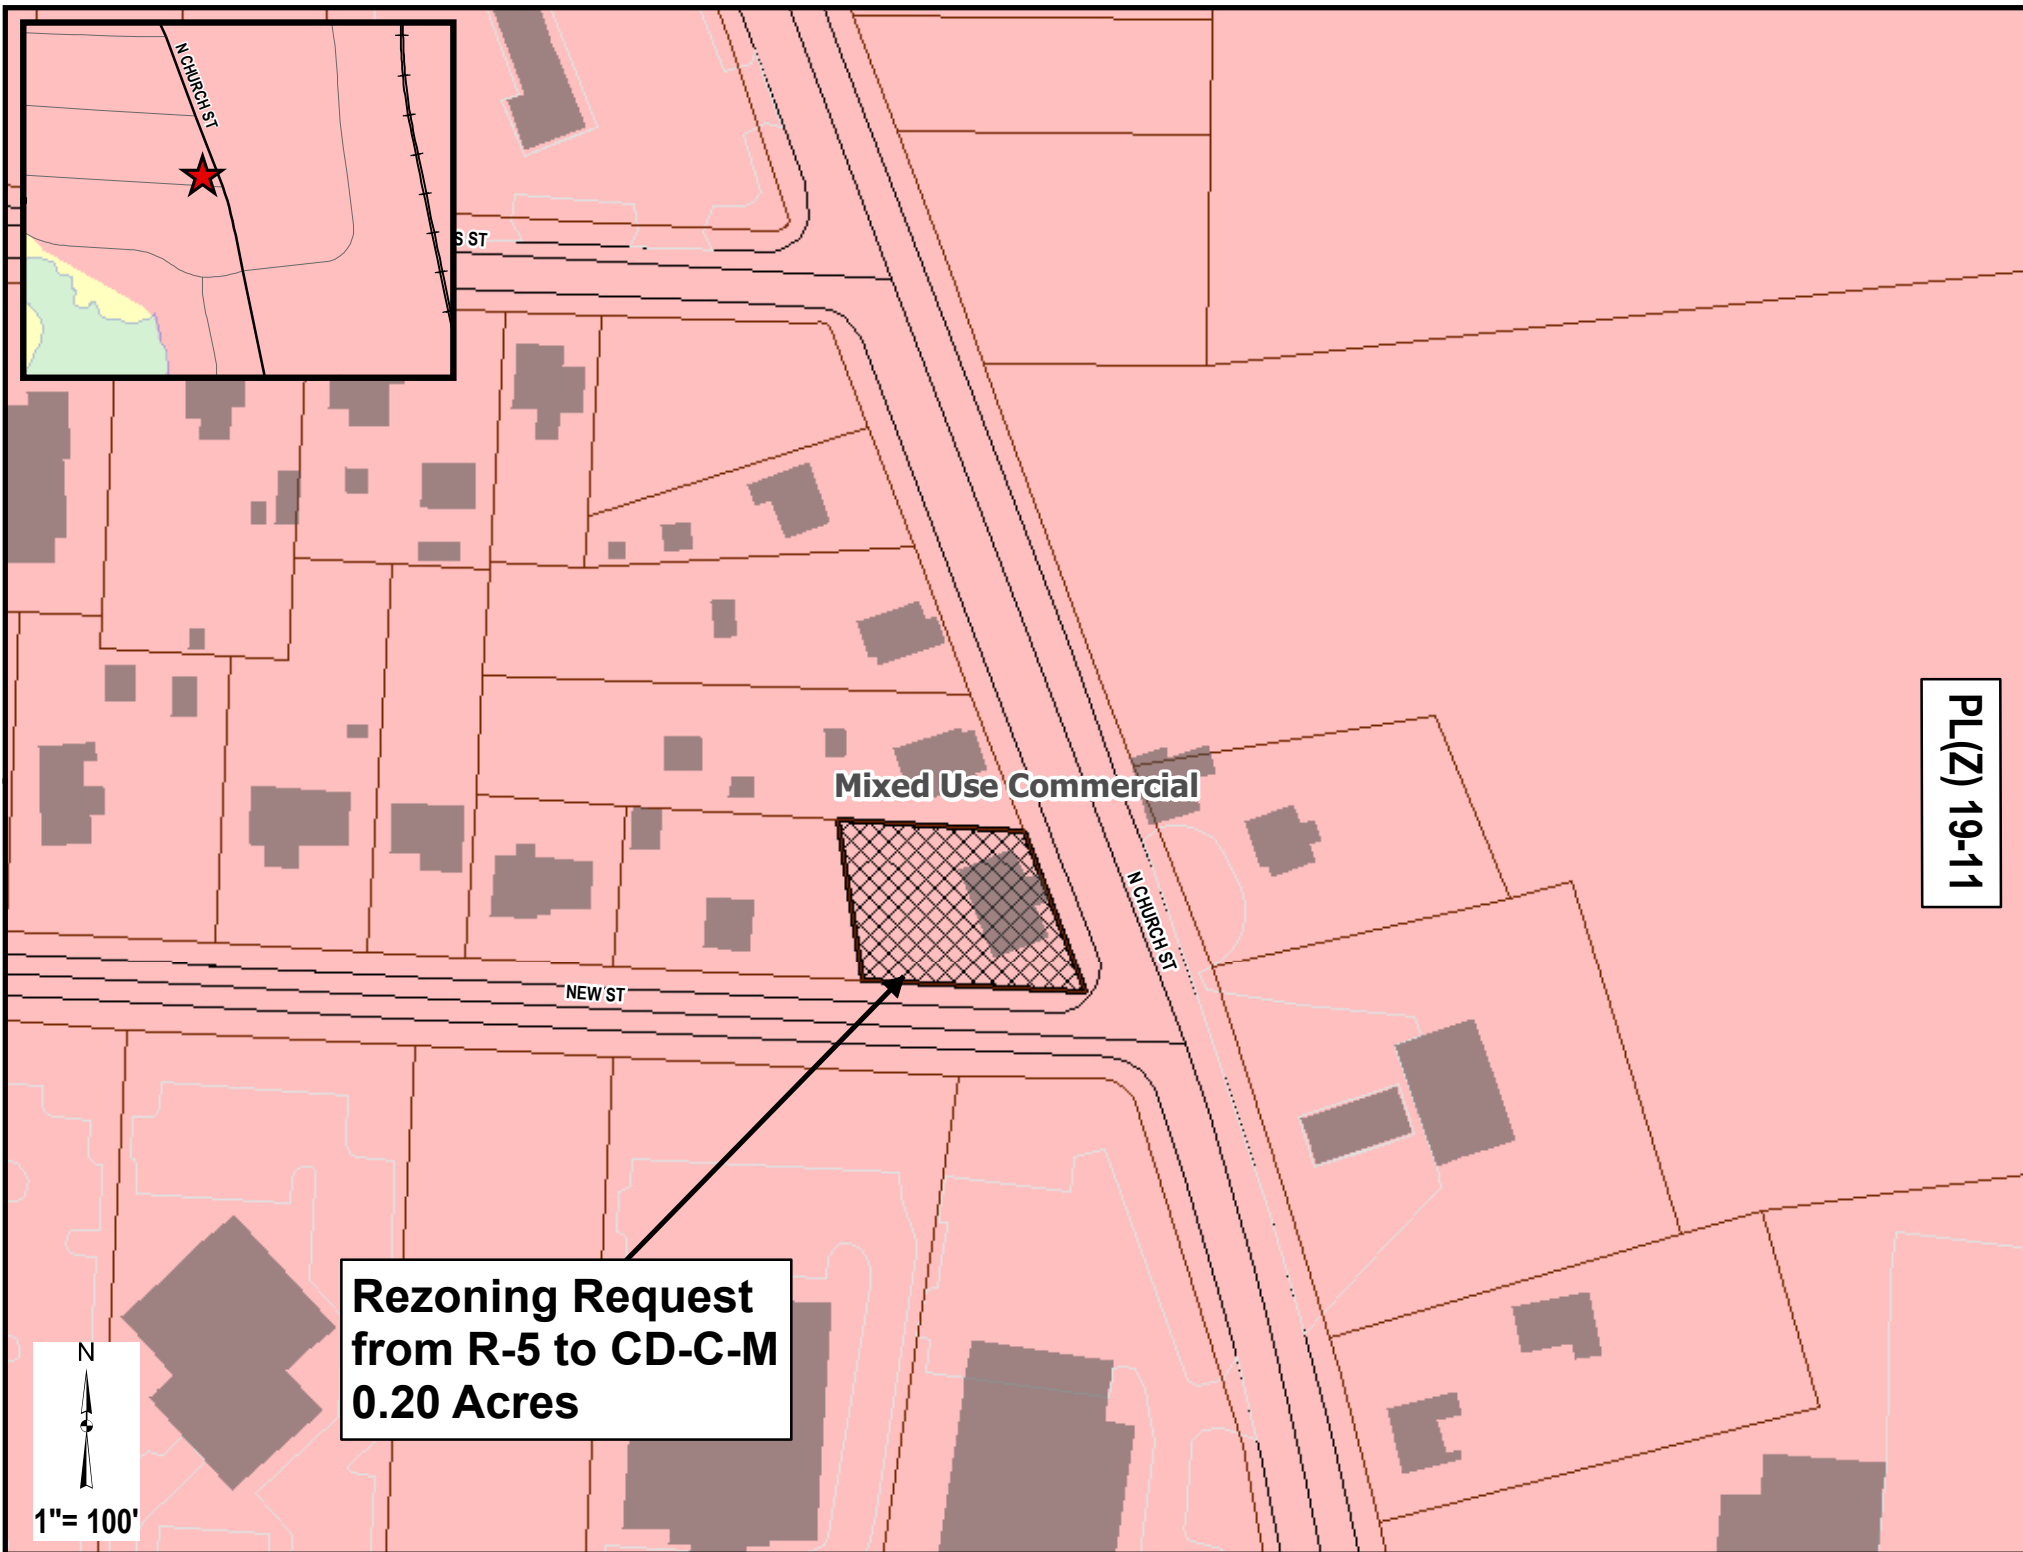 N CHURCH ST
S ST
Mixed Use Commercial
PL(Z) 19-11
N CHURCH ST
NEW ST
Rezoning Request
from R-5 to CD-C-M
0.20 Acres
N
1"= 100'